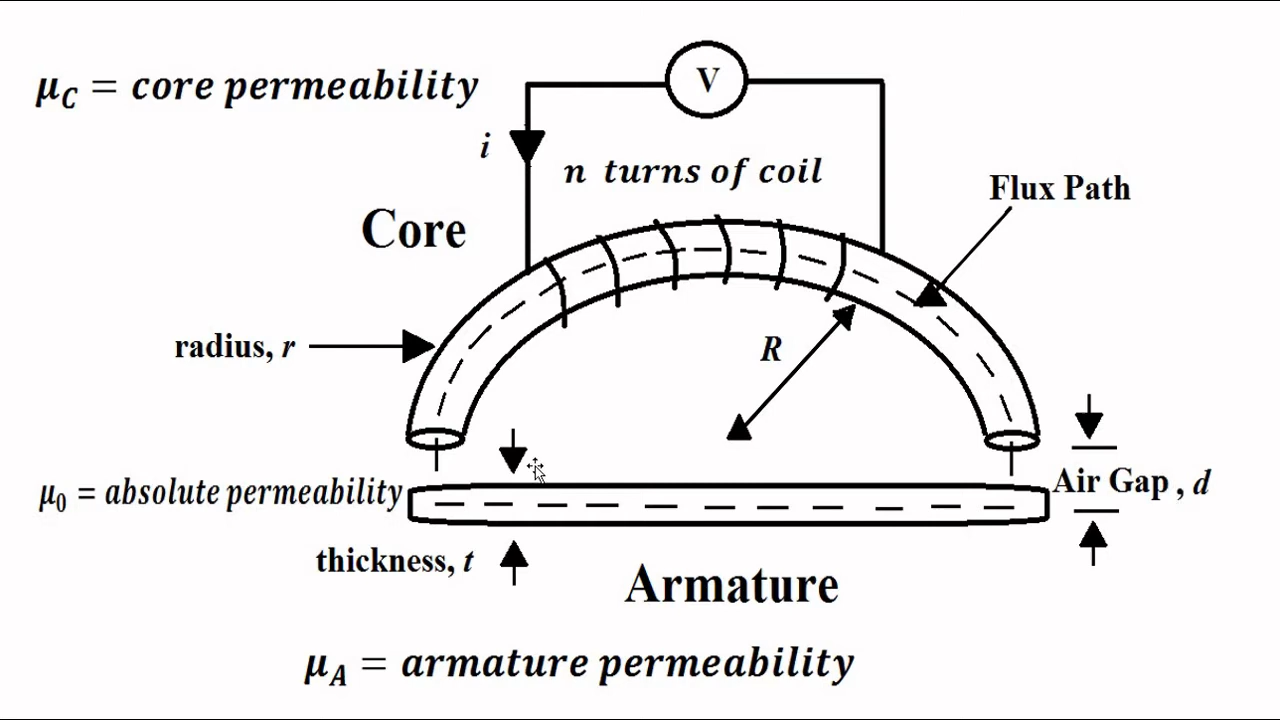 V
μC = core permeability
i
n turns of coil
Flux Path
Core
radius, r
R
Air Gap , d
μ0 = absolute permeability
thickness, t
Armature
μA = armature permeability